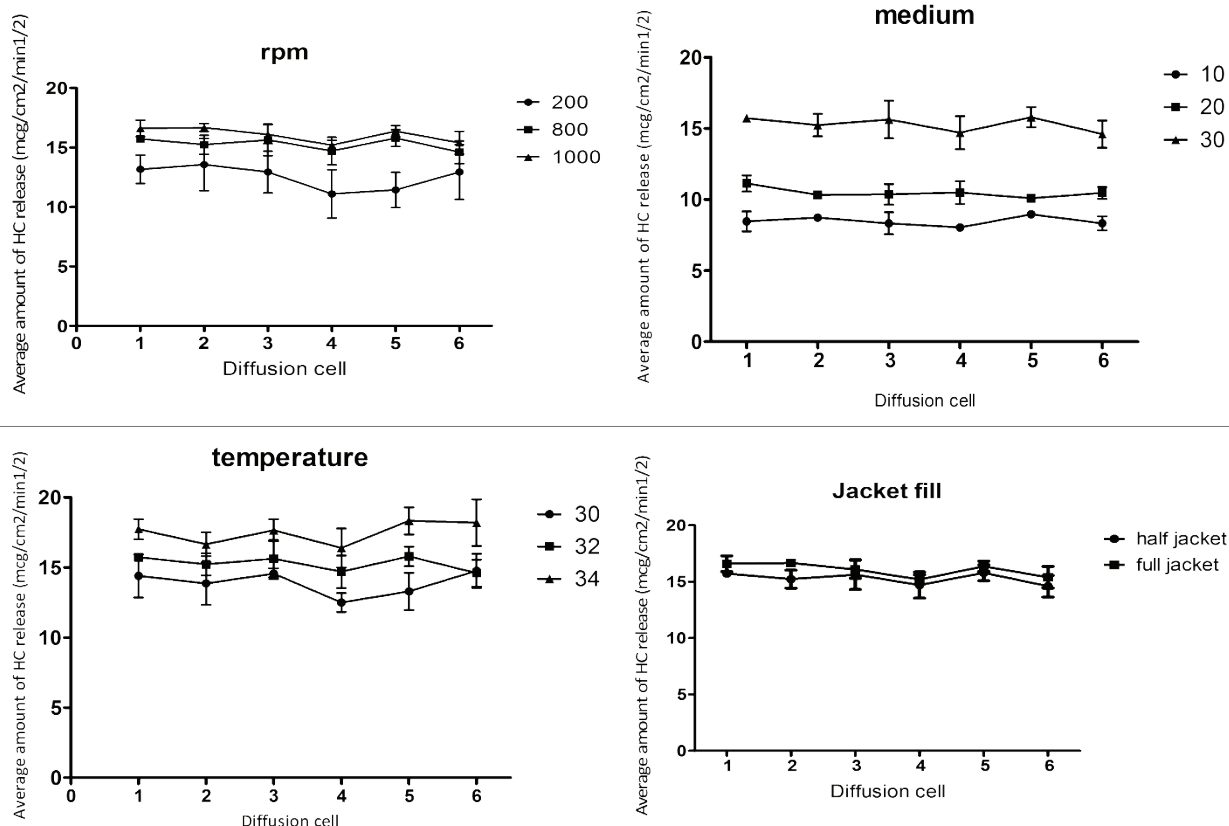 rpm
Average amount of HC release (mcg/cm2/min1/2)
20
15
10
5
0
0 1 2 3 4 5 6
Diffusion cell
200
800
1000
medium
Average amount of HC release (mcg/cm2/min1/2)
20
15
10
5
0
1 2 3 4 5 6
Diffusion cell
10
20
30
temperature
Average amount of HC release (mcg/cm2/min1/2)
20
15
10
5
0
0 1 2 3 4 5 6
Diffusion cell
30
32
34
Jacket fill
Average amount of HC release (mcg/cm2/min1/2)
20
15
10
5
0
1 2 3 4 5 6
Diffusion cell
half jacket
full jacket